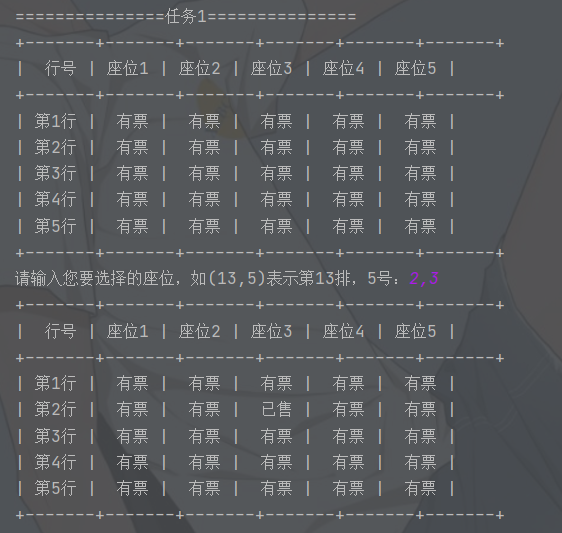 ===============任务1===============
+-------+-------+-------+-------+-------+-------+
|  行号 | 座位1 | 座位2 | 座位3 | 座位4 | 座位5 |
+-------+-------+-------+-------+-------+-------+
| 第1行 |  有票 |  有票 |  有票 |  有票 |  有票 |
| 第2行 |  有票 |  有票 |  有票 |  有票 |  有票 |
| 第3行 |  有票 |  有票 |  有票 |  有票 |  有票 |
| 第4行 |  有票 |  有票 |  有票 |  有票 |  有票 |
| 第5行 |  有票 |  有票 |  有票 |  有票 |  有票 |
+-------+-------+-------+-------+-------+-------+
请输入您要选择的座位，如(13,5)表示第13排，5号：2,3
+-------+-------+-------+-------+-------+-------+
|  行号 | 座位1 | 座位2 | 座位3 | 座位4 | 座位5 |
+-------+-------+-------+-------+-------+-------+
| 第1行 |  有票 |  有票 |  有票 |  有票 |  有票 |
| 第2行 |  有票 |  有票 |  已售 |  有票 |  有票 |
| 第3行 |  有票 |  有票 |  有票 |  有票 |  有票 |
| 第4行 |  有票 |  有票 |  有票 |  有票 |  有票 |
| 第5行 |  有票 |  有票 |  有票 |  有票 |  有票 |
+-------+-------+-------+-------+-------+-------+